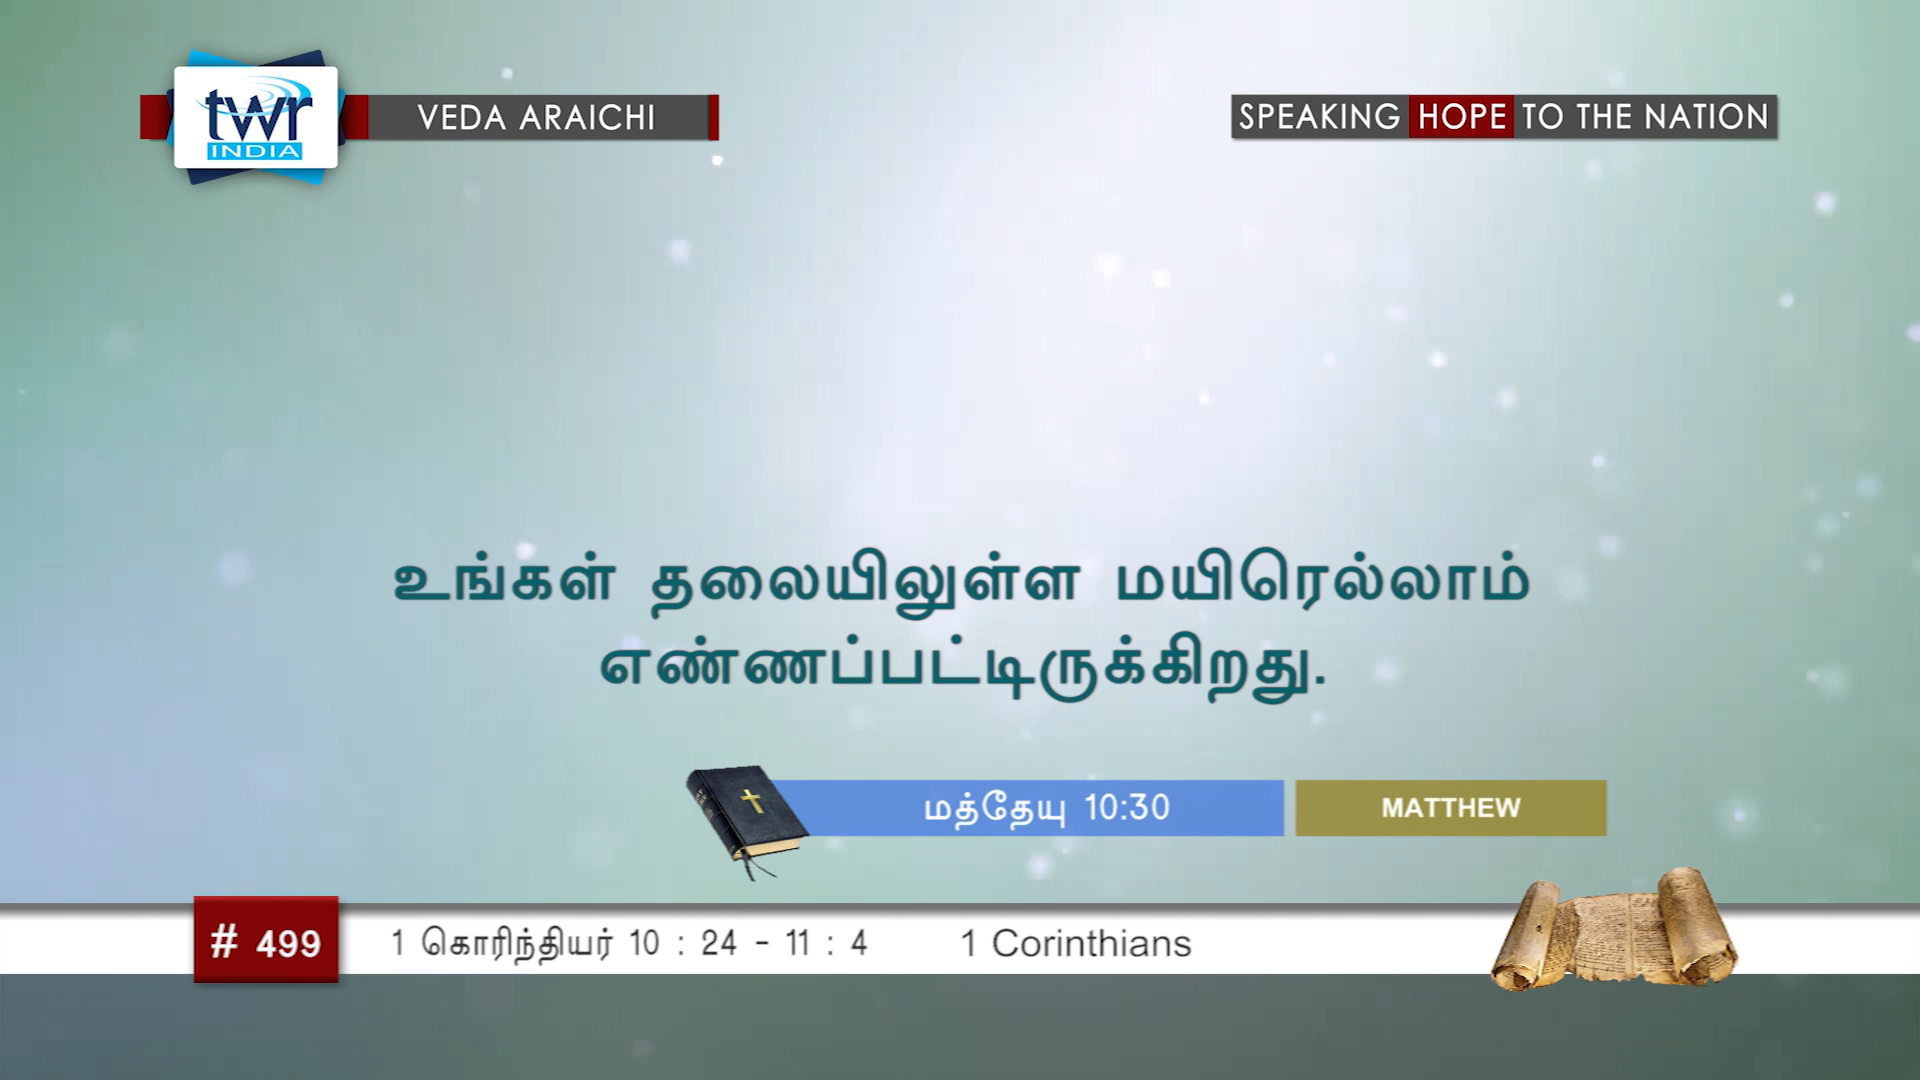 twr
INDIA
VEDA ARAICHI
SPEAKING HOPE TO THE NATION
உங்கள் தலையிலுள்ள மயிரெல்லாம்
எண்ணப்பட்டிருக்கிறது.
மத்தேயு 10:30
MATTHEW
# 499
1 கொரிந்தியர் 10 : 24 - 11 : 4
1 Corinthians